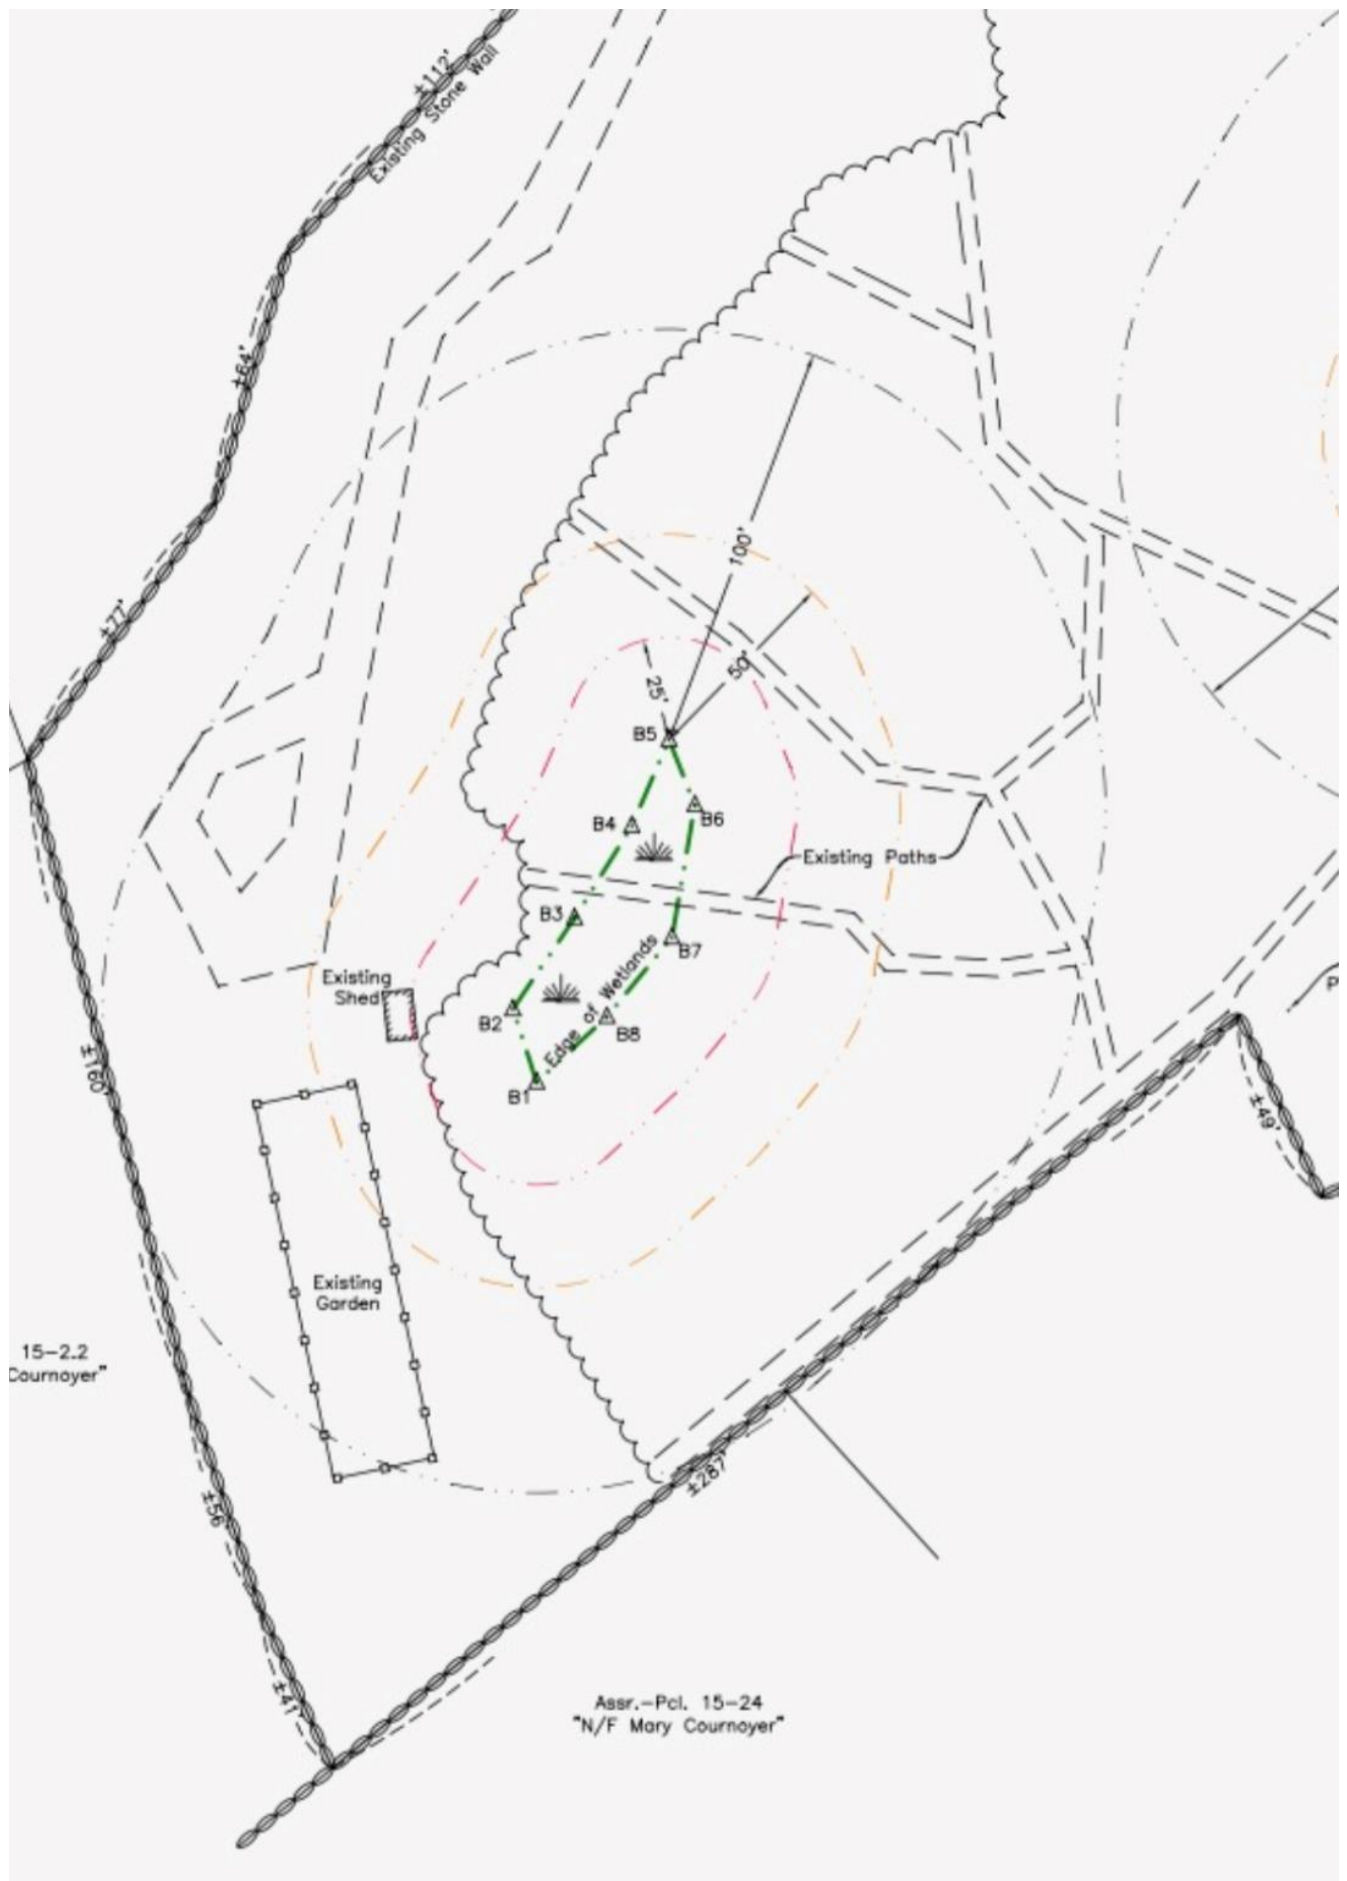 ±112'
Existing Stone Wall
±64'
±77'
100'
50'
25'
B5
B4
B6
Existing Paths
B3
B7
Edge of Wetlands
Existing
Shed
B2
B8
B1
±160'
P
±49'
Existing
Garden
15-2.2
Cournoyer"
±287'
±56'
±41'
Assr.-Pcl. 15-24
"N/F Mary Cournoyer"